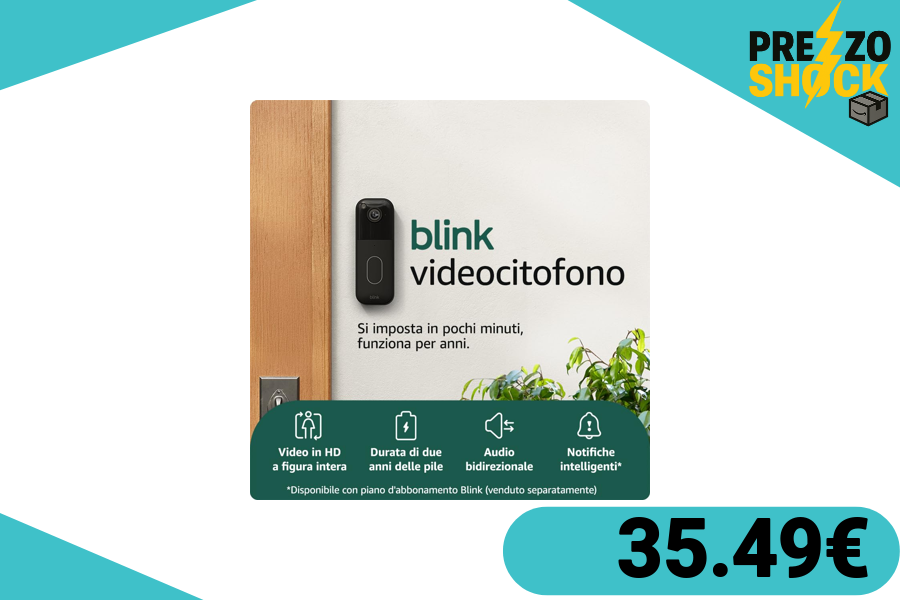 PREZZO
SHOCK
blink
videocitofono
Si imposta in pochi minuti,
funziona per anni.
Video in HD
a figura intera
Durata di due
anni delle pile
Audio
bidirezionale
Notifiche
intelligenti*
*Disponibile con piano d'abbonamento Blink (venduto separatamente)
35.49€